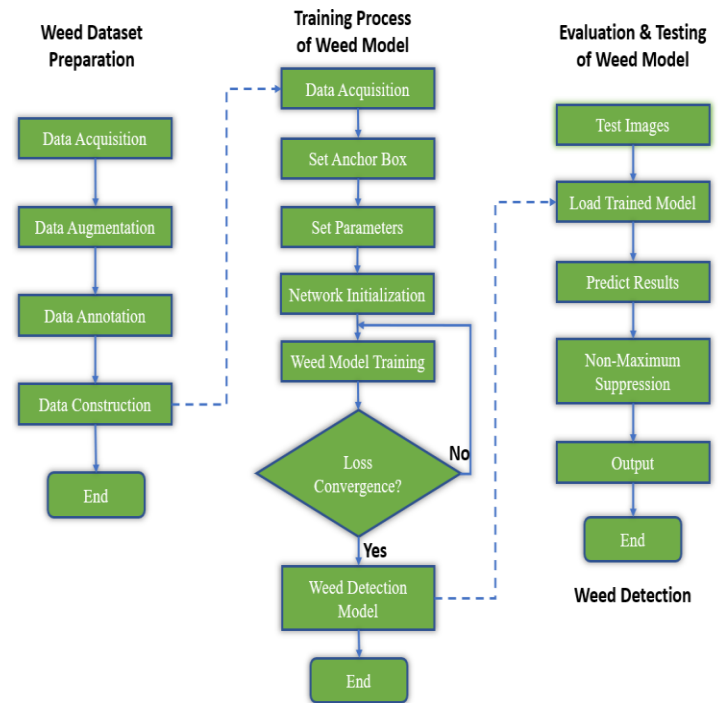 Weed Dataset
Preparation
Data Acquisition
Data Augmentation
Data Annotation
Data Construction
End
Training Process
of Weed Model
Data Acquisition
Set Anchor Box
Set Parameters
Network Initialization
Weed Model Training
Loss
Convergence?
No
Yes
Weed Detection
Model
End
Evaluation & Testing
of Weed Model
Test Images
Load Trained Model
Predict Results
Non-Maximum
Suppression
Output
End
Weed Detection